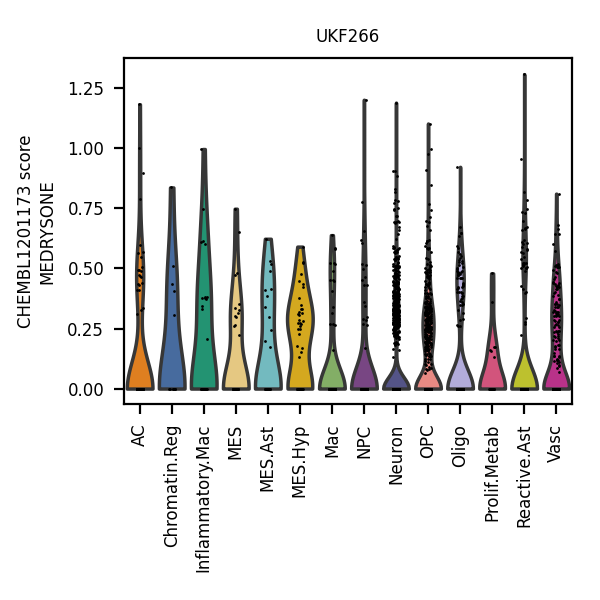 UKF266
CHEMBL1201173 score
MEDRYSONE
1.25
1.00
0.75
0.50
0.25
0.00
AC
Chromatin.Reg
Inflammatory.Mac
MES
MES.Ast
MES.Hyp
Mac
NPC
Neuron
OPC
Oligo
Prolif.Metab
Reactive.Ast
Vasc